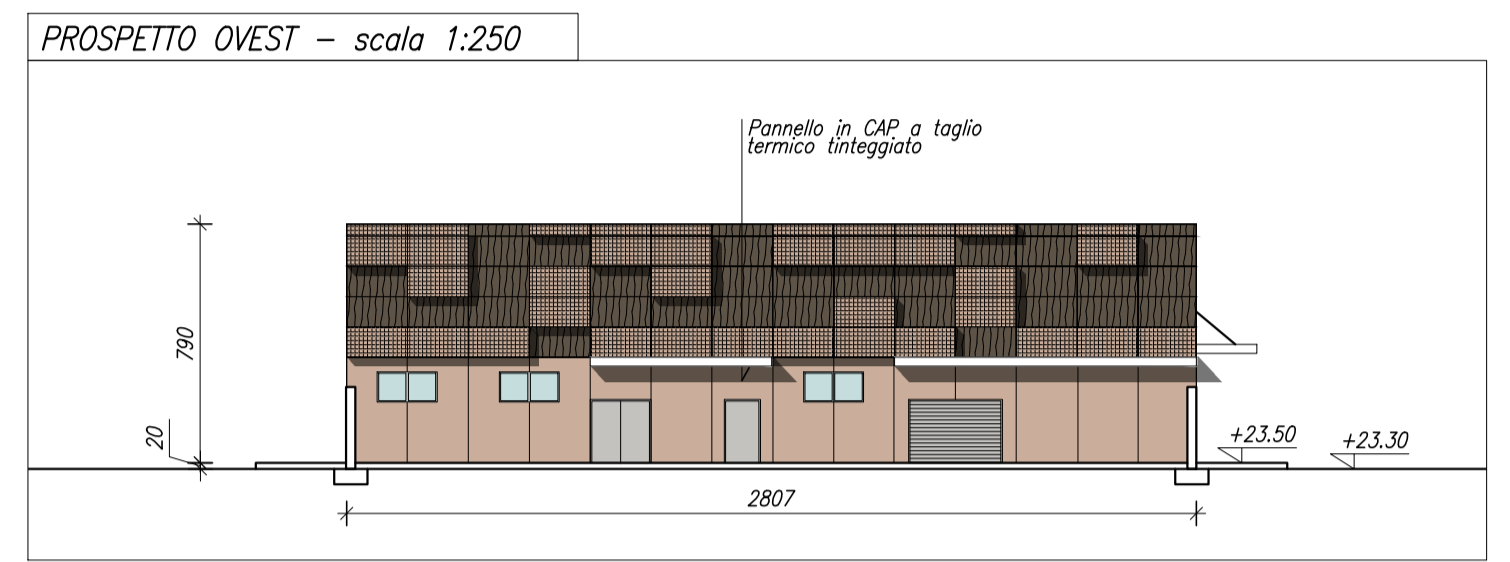 PROSPETTO OVEST – scala 1:250
Pannello in CAP a taglio
termico tinteggiato
790
20
+23.50
+23.30
2807